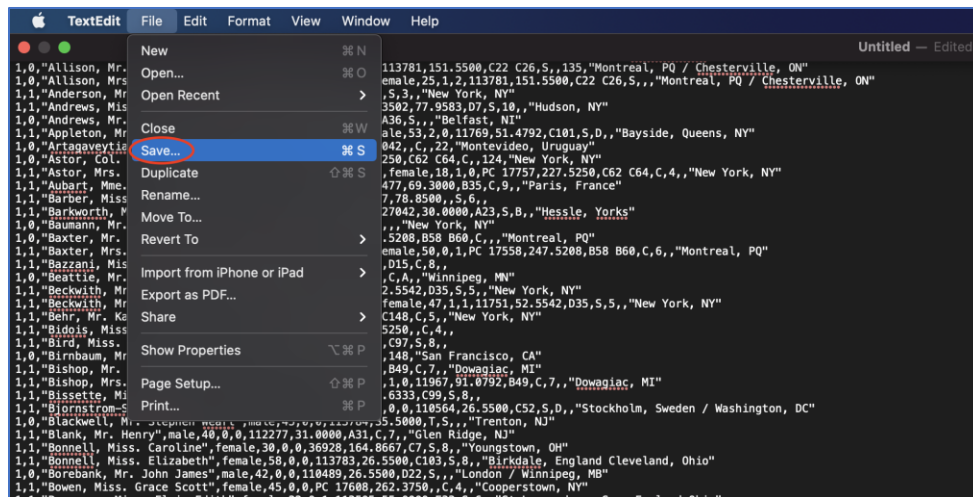 TextEdit File Edit Format View Window Help
Untitled — Edited
New ⌘ N
Open... ⌘ O
Open Recent >
Close ⌘ W
Save... ⌘ S
Duplicate ⇧ ⌘ S
Rename...
Move To...
Revert To >
Import from iPhone or iPad >
Export as PDF...
Share >
Show Properties ⌥ ⌘ P
Page Setup... ⇧ ⌘ P
Print... ⌘ P
1,0,"Allison, Mr. 113781,151.5500,C22 C26,S,,135,"Montreal, PQ / Chesterville, ON"
1,0,"Allison, Mrs emale,25,1,2,113781,151.5500,C22 C26,S,,,"Montreal, PQ / Chesterville, ON"
1,1,"Anderson, Mr ,S,3,,"New York, NY"
1,1,"Andrews, Mis 3502,77.9583,D7,S,10,,"Hudson, NY"
1,0,"Andrews, Mr. A36,S,,,"Belfast, NI"
1,1,"Appleton, Mr ale,53,2,0,11769,51.4792,C101,S,D,,"Bayside, Queens, NY"
1,0,"Artagaveytia 042,,C,,22,"Montevideo, Uruguay"
1,0,"Astor, Col. 250,C62 C64,C,,124,"New York, NY"
1,1,"Astor, Mrs. ,female,18,1,0,PC 17757,227.5250,C62 C64,C,4,,"New York, NY"
1,1,"Aubart, Mme. 477,69.3000,B35,C,9,,"Paris, France"
1,1,"Barber, Miss 7,78.8500,,S,6,,
1,1,"Barkworth, M 27042,30.0000,A23,S,B,,"Hessle, Yorks"
1,0,"Baumann, Mr. ,,"New York, NY"
1,0,"Baxter, Mr. .5208,B58 B60,C,,,"Montreal, PQ"
1,1,"Baxter, Mrs. emale,50,0,1,PC 17558,247.5208,B58 B60,C,6,,"Montreal, PQ"
1,1,"Bazzani, Mis ,D15,C,8,,
1,0,"Beattie, Mr. ,C,A,,"Winnipeg, MN"
1,1,"Beckwith, Mr 2.5542,D35,S,5,,"New York, NY"
1,1,"Beckwith, Mr female,47,1,1,11751,52.5542,D35,S,5,,"New York, NY"
1,1,"Behr, Mr. Ka C148,C,5,,"New York, NY"
1,1,"Bidois, Miss 5250,,C,4,,
1,1,"Bird, Miss. ,C97,S,8,,
1,0,"Birnbaum, Mr ,148,"San Francisco, CA"
1,1,"Bishop, Mr. ,B49,C,7,,"Dowagiac, MI"
1,1,"Bishop, Mrs. ,1,0,11967,91.0792,B49,C,7,,"Dowagiac, MI"
1,1,"Bissette, Mi .6333,C99,S,8,,
1,1,"Bjornstrom-S ,0,0,110564,26.5500,C52,S,D,,"Stockholm, Sweden / Washington, DC"
1,0,"Blackwell, Mr. Stephen Weart",male,45,0,0,113784,35.5000,T,S,,,"Trenton, NJ"
1,1,"Blank, Mr. Henry",male,40,0,0,112277,31.0000,A31,C,7,,"Glen Ridge, NJ"
1,1,"Bonnell, Miss. Caroline",female,30,0,0,36928,164.8667,C7,S,8,,"Youngstown, OH"
1,1,"Bonnell, Miss. Elizabeth",female,58,0,0,113783,26.5500,C103,S,8,,"Birkdale, England Cleveland, Ohio"
1,0,"Borebank, Mr. John James",male,42,0,0,110489,26.5500,D22,S,,,"London / Winnipeg, MB"
1,1,"Bowen, Miss. Grace Scott",female,45,0,0,PC 17608,262.3750,,C,4,,"Cooperstown, NY"